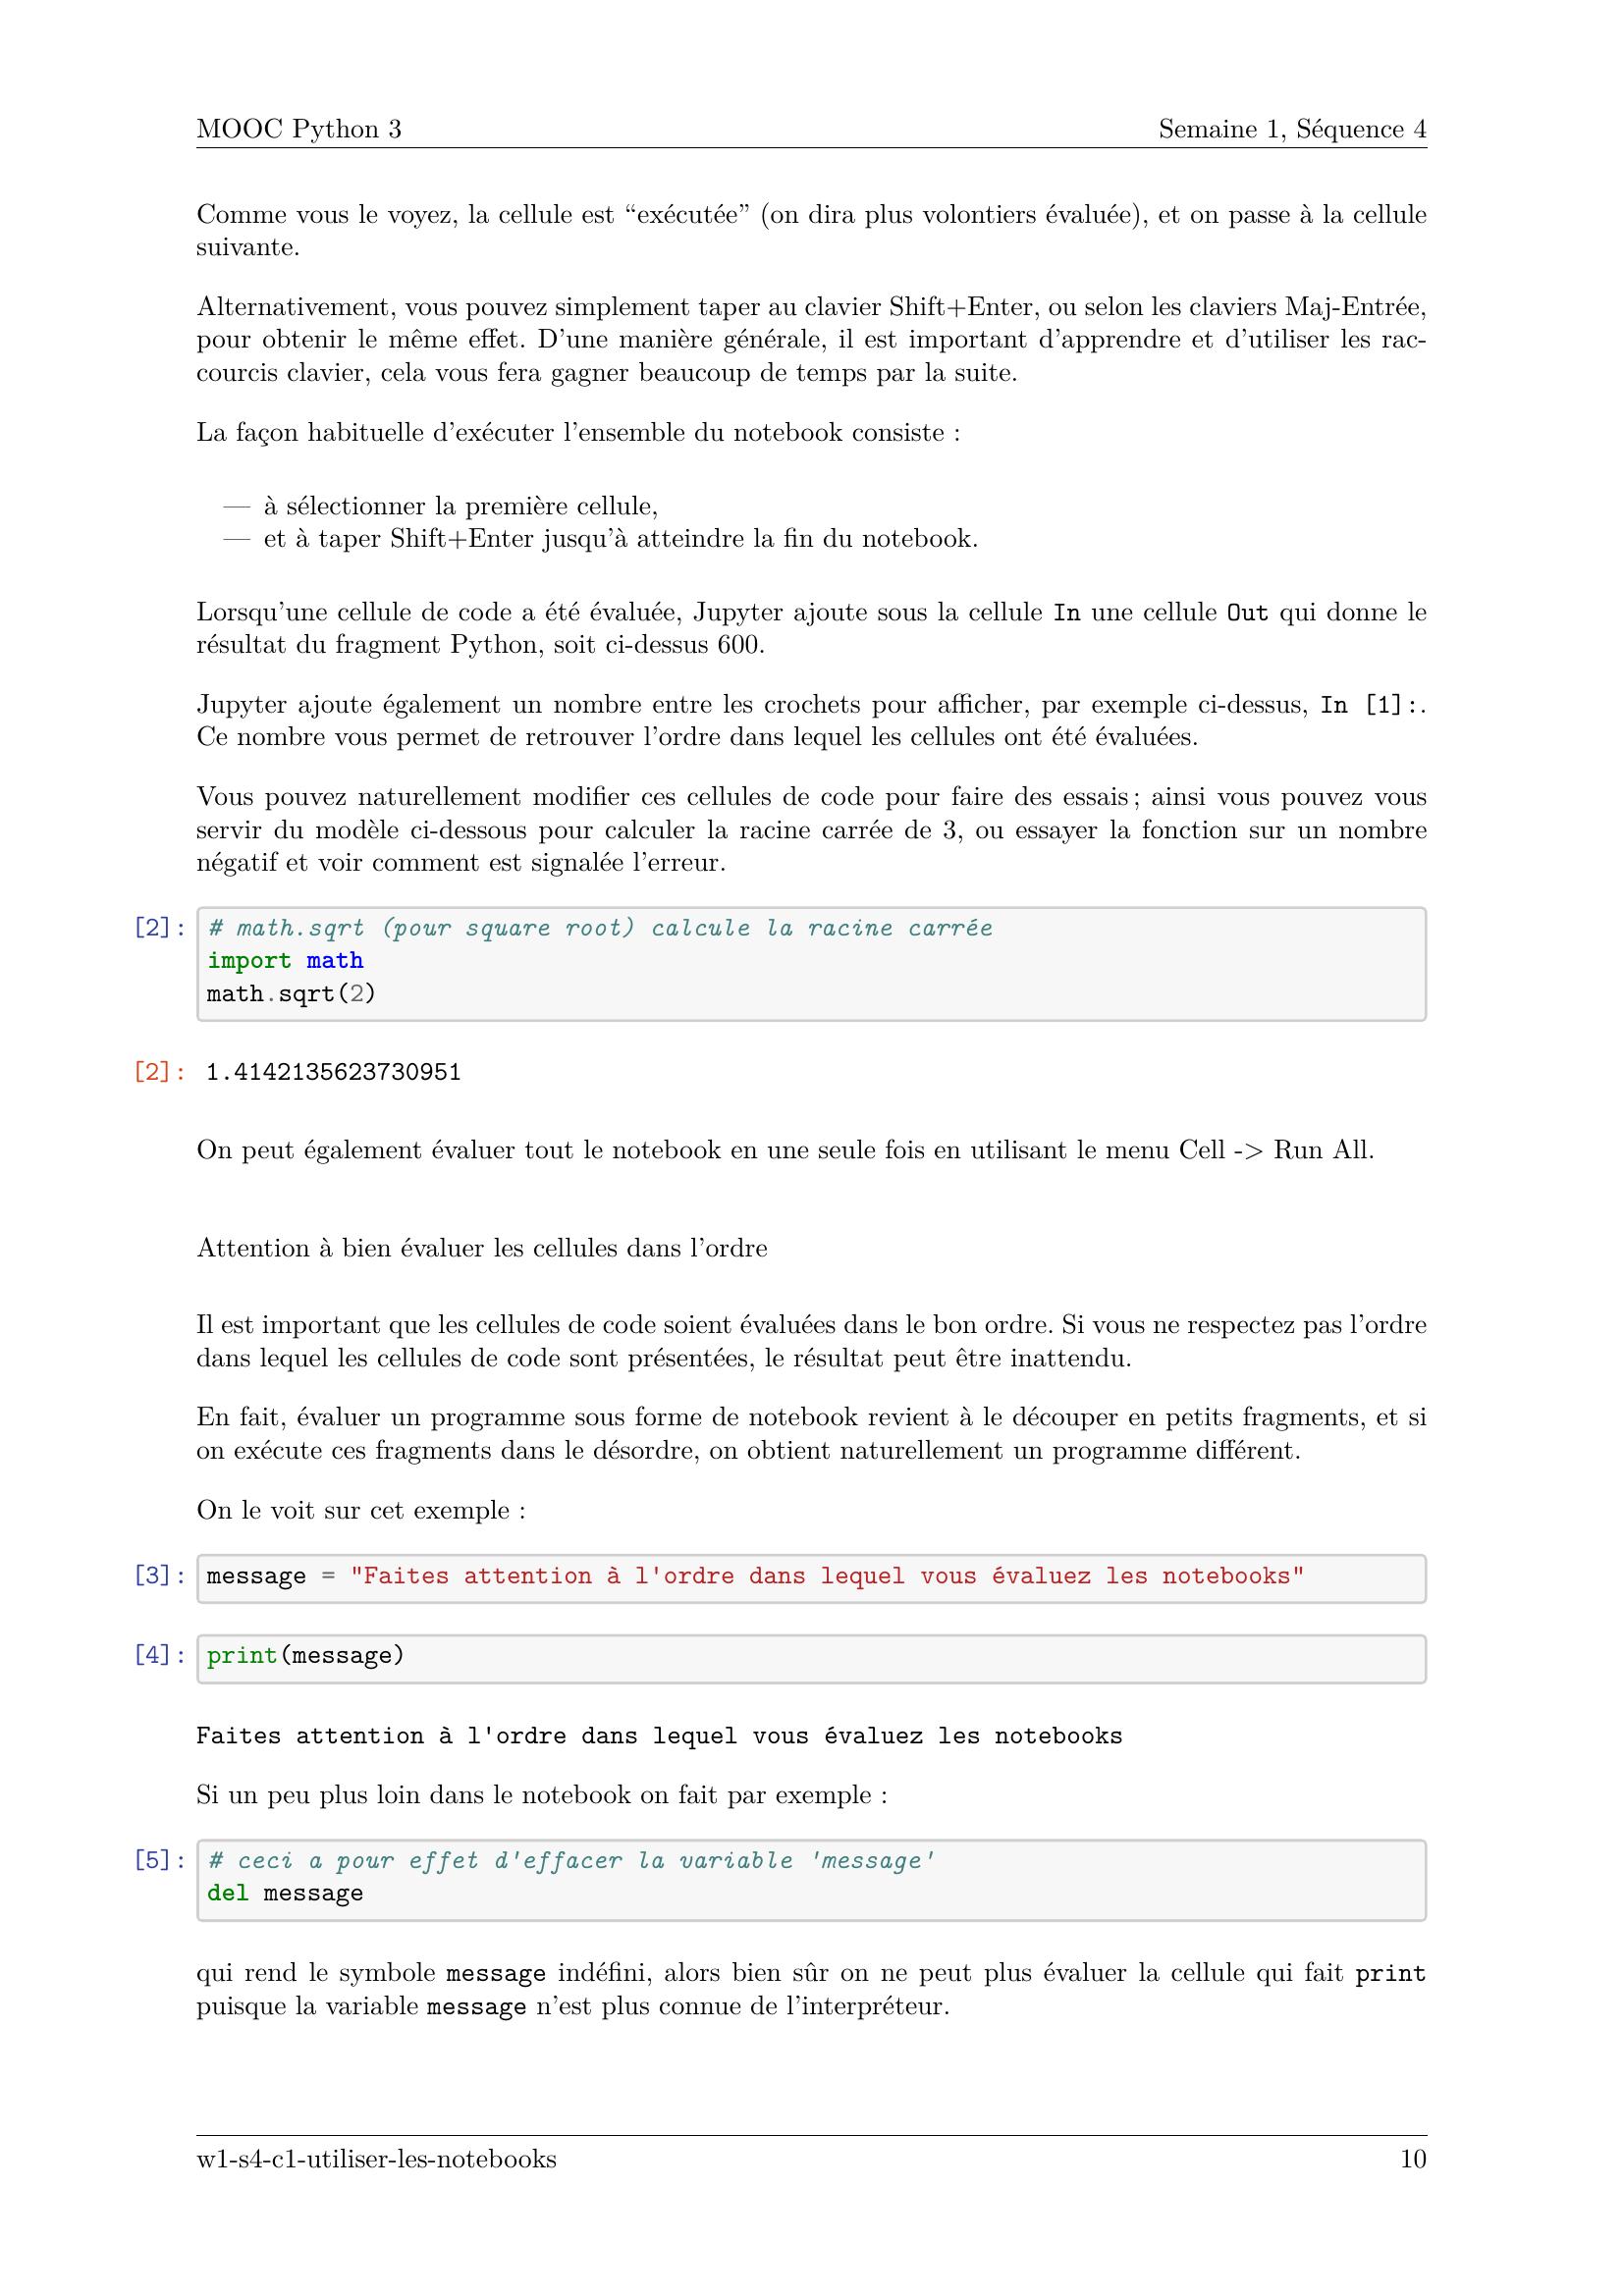 MOOC Python 3
Semaine 1, Séquence 4
Comme vous le voyez, la cellule est “exécutée” (on dira plus volontiers évaluée), et on passe à la cellule
suivante.
Alternativement, vous pouvez simplement taper au clavier Shift+Enter, ou selon les claviers Maj-Entrée,
pour obtenir le même effet. D’une manière générale, il est important d’apprendre et d’utiliser les rac-
courcis clavier, cela vous fera gagner beaucoup de temps par la suite.
La façon habituelle d’exécuter l’ensemble du notebook consiste :
— à sélectionner la première cellule,
— et à taper Shift+Enter jusqu’à atteindre la fin du notebook.
Lorsqu’une cellule de code a été évaluée, Jupyter ajoute sous la cellule In une cellule Out qui donne le
résultat du fragment Python, soit ci-dessus 600.
Jupyter ajoute également un nombre entre les crochets pour afficher, par exemple ci-dessus, In [1]:.
Ce nombre vous permet de retrouver l’ordre dans lequel les cellules ont été évaluées.
Vous pouvez naturellement modifier ces cellules de code pour faire des essais ; ainsi vous pouvez vous
servir du modèle ci-dessous pour calculer la racine carrée de 3, ou essayer la fonction sur un nombre
négatif et voir comment est signalée l’erreur.
[2]: # math.sqrt (pour square root) calcule la racine carrée
import math
math.sqrt(2)
[2]: 1.4142135623730951
On peut également évaluer tout le notebook en une seule fois en utilisant le menu Cell -> Run All.
Attention à bien évaluer les cellules dans l’ordre
Il est important que les cellules de code soient évaluées dans le bon ordre. Si vous ne respectez pas l’ordre
dans lequel les cellules de code sont présentées, le résultat peut être inattendu.
En fait, évaluer un programme sous forme de notebook revient à le découper en petits fragments, et si
on exécute ces fragments dans le désordre, on obtient naturellement un programme différent.
On le voit sur cet exemple :
[3]: message = "Faites attention à l'ordre dans lequel vous évaluez les notebooks"
[4]: print(message)
Faites attention à l'ordre dans lequel vous évaluez les notebooks
Si un peu plus loin dans le notebook on fait par exemple :
[5]: # ceci a pour effet d'effacer la variable 'message'
del message
qui rend le symbole message indéfini, alors bien sûr on ne peut plus évaluer la cellule qui fait print
puisque la variable message n’est plus connue de l’interpréteur.
w1-s4-c1-utiliser-les-notebooks
10